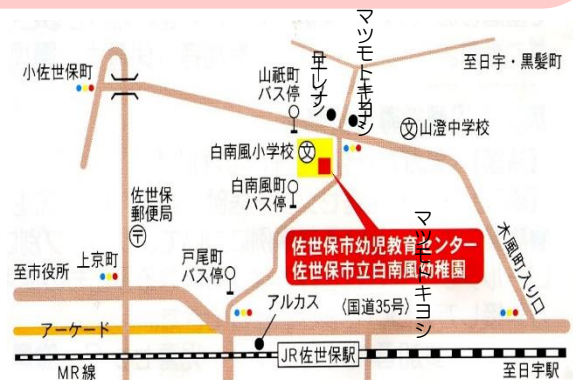 マツモトキヨシ
小佐世保町
山祇町
バス停
エレナ
至日宇・黒髪町
文
山澄中学校
白南風小学校
文
白南風町
バス停
佐世保
郵便局
〒
木風町入り口
佐世保市幼児教育センター
佐世保市立白南風幼稚園
マツモトキヨシ
上京町
戸尾町
バス停
至市役所
アルカス
〈国道35号〉
アーケード
JR佐世保駅
MR線
至日宇駅